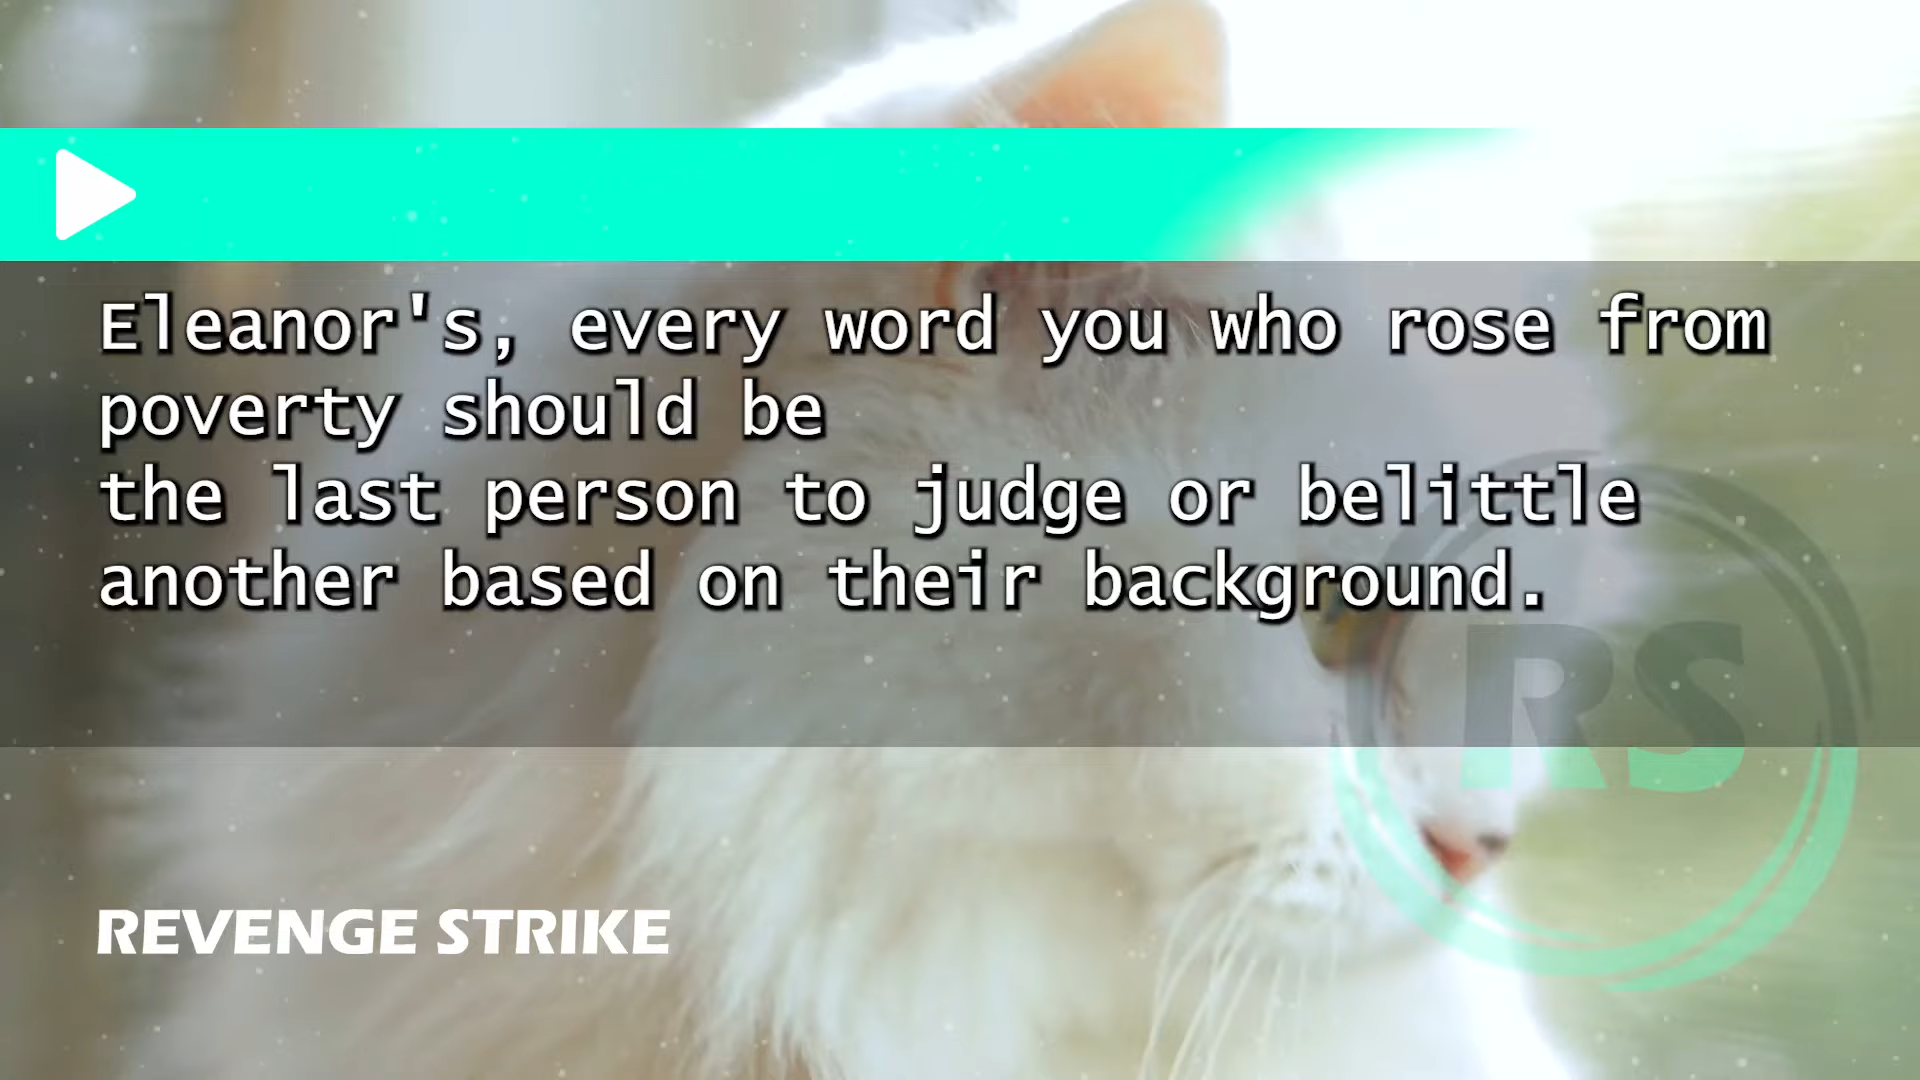 Eleanor's, every word you who rose from
poverty should be
the last person to judge or belittle
another based on their background.
RS
REVENGE STRIKE